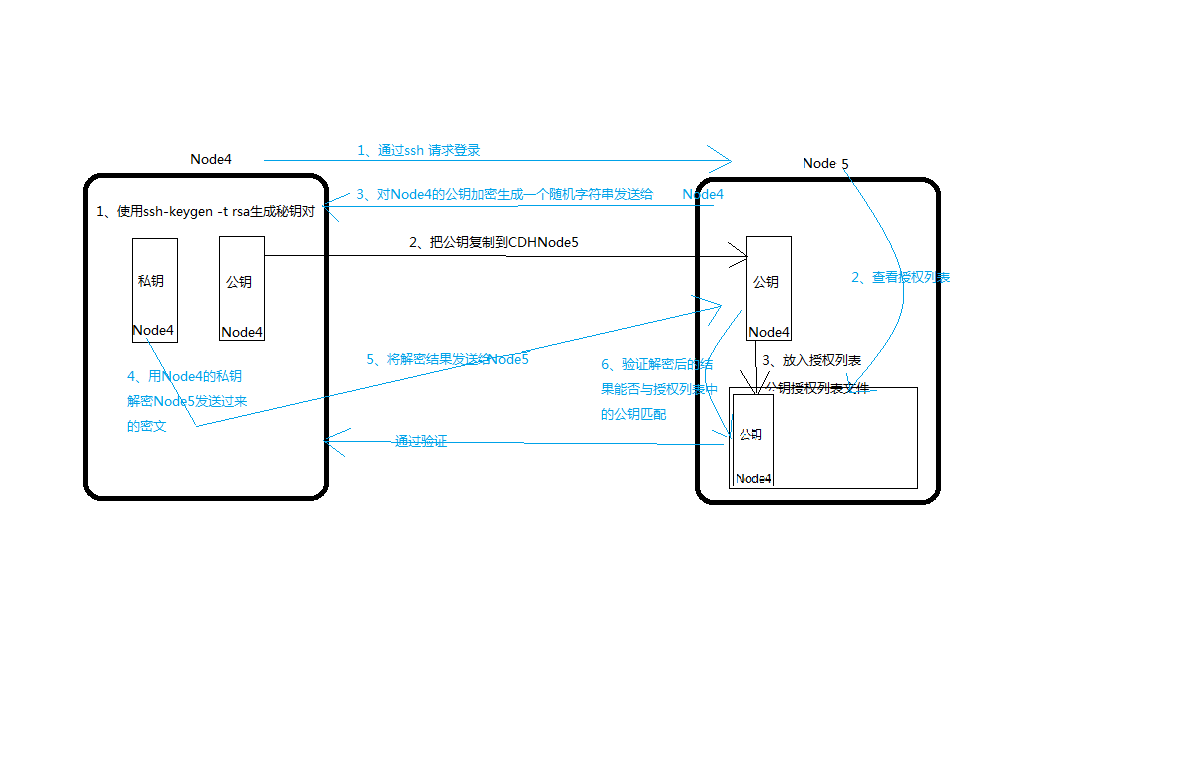 1、通过ssh 请求登录
Node4
Node 5
3、对Node4的公钥加密生成一个随机字符串发送给 Node4
1、使用ssh-keygen -t rsa生成秘钥对
2、把公钥复制到CDHNode5
私钥
公钥
公钥
2、查看授权列表
Node4
Node4
Node4
5、将解密结果发送给Node5
3、放入授权列表
6、验证解密后的结
果能否与授权列表中
的公钥匹配
4、用Node4的私钥
解密Node5发送过来
的密文
公钥授权列表文件
公钥
通过验证
Node4